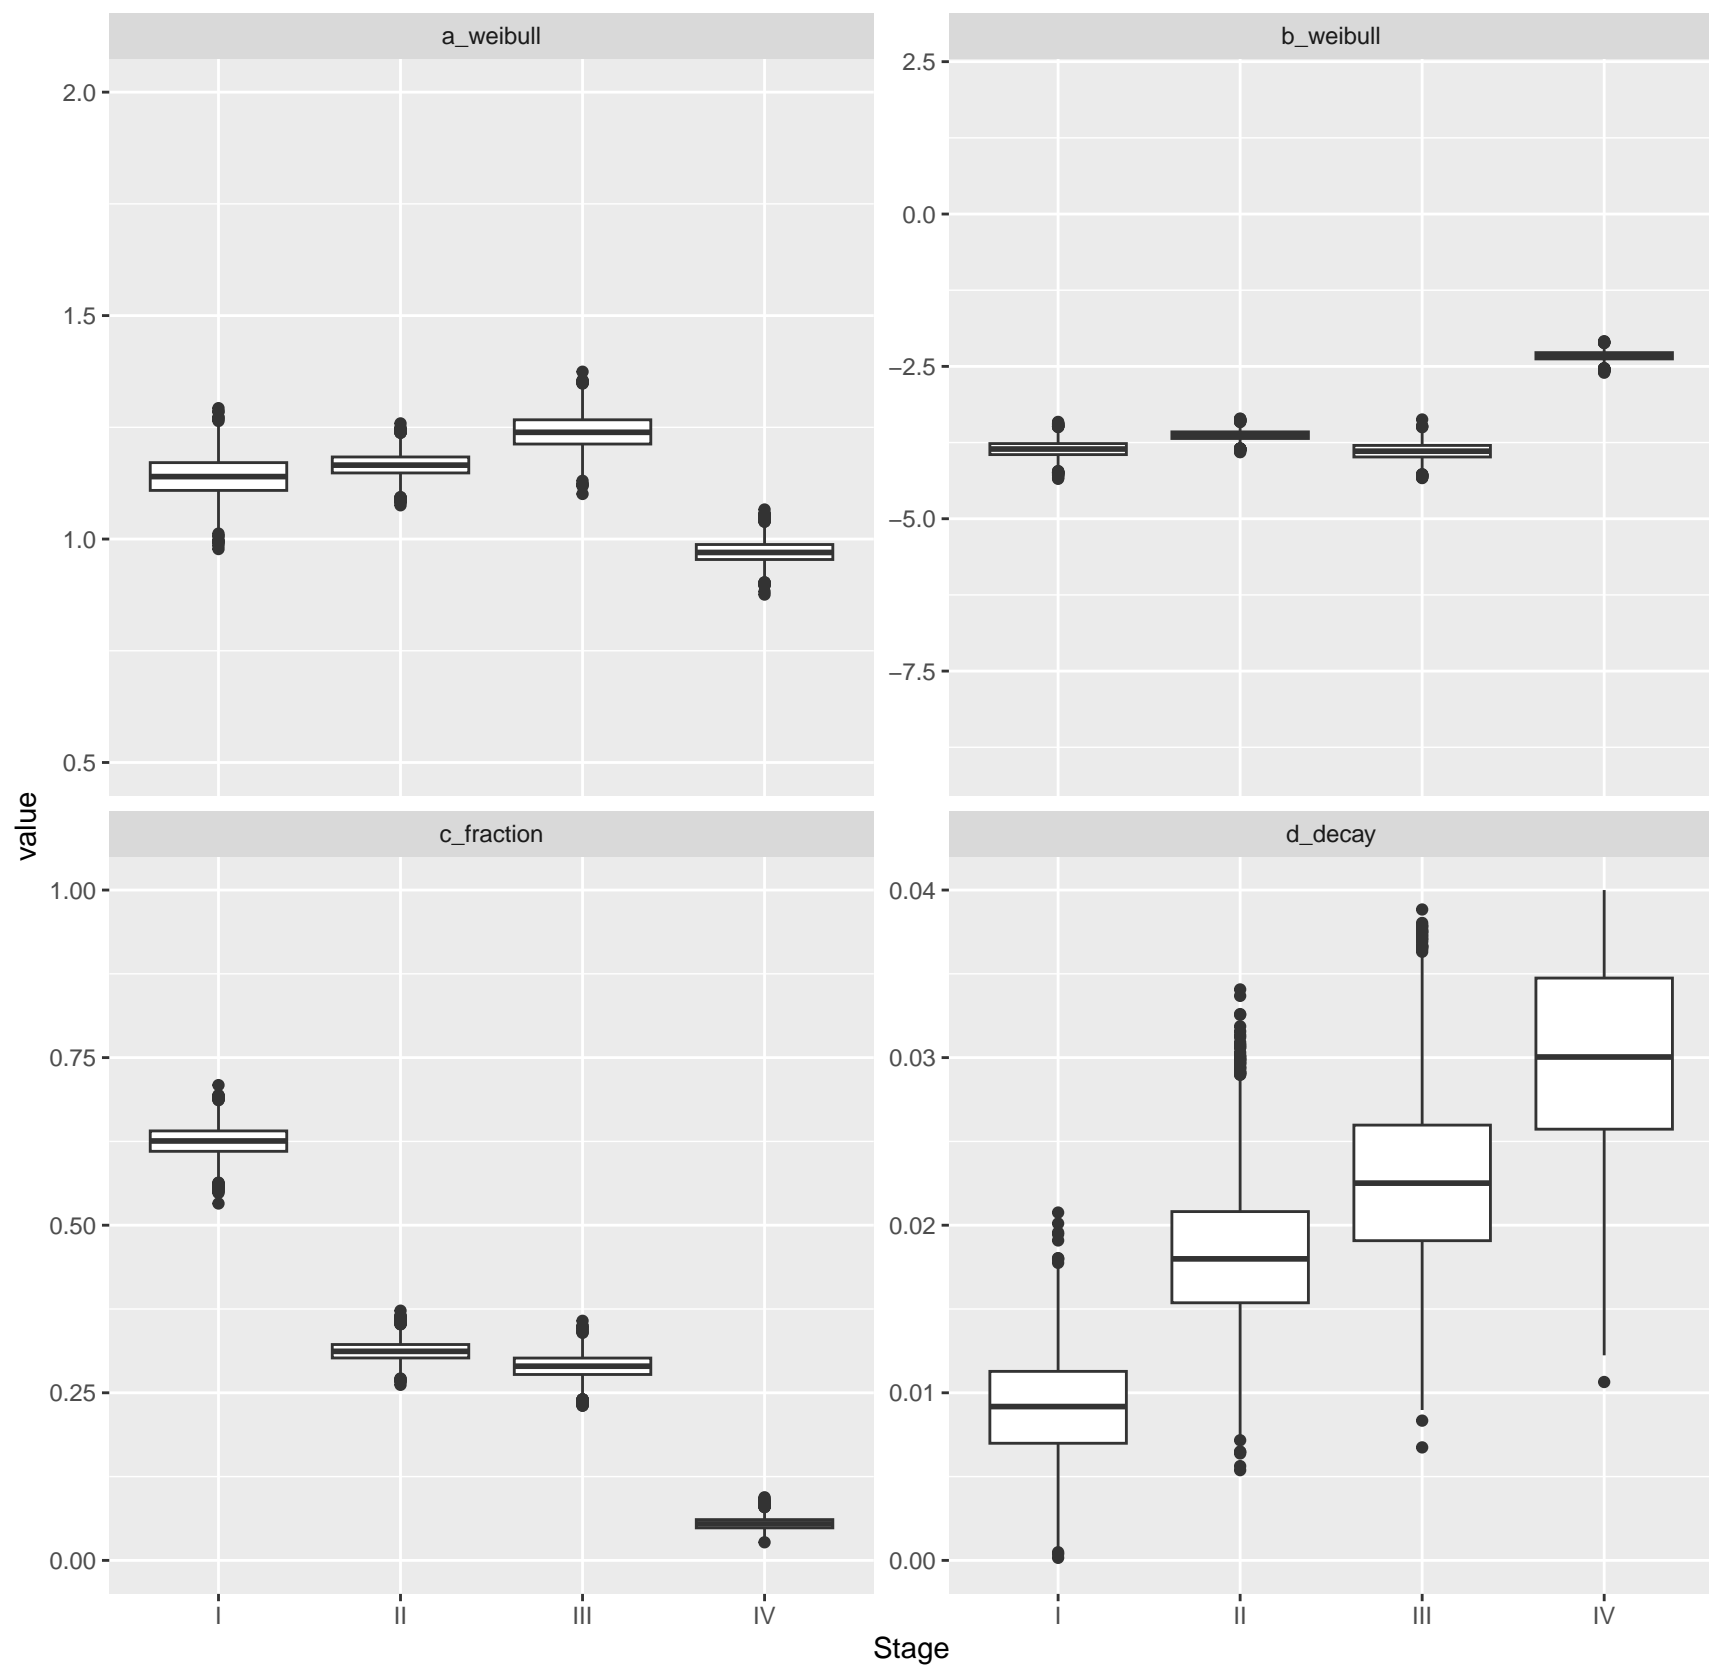 a_weibull
b_weibull
2.0
1.5
1.0
0.5
2.5
0.0
−2.5
−5.0
−7.5
value
c_fraction
d_decay
1.00
0.75
0.50
0.25
0.00
0.04
0.03
0.02
0.01
0.00
I II III IV
I II III IV
Stage